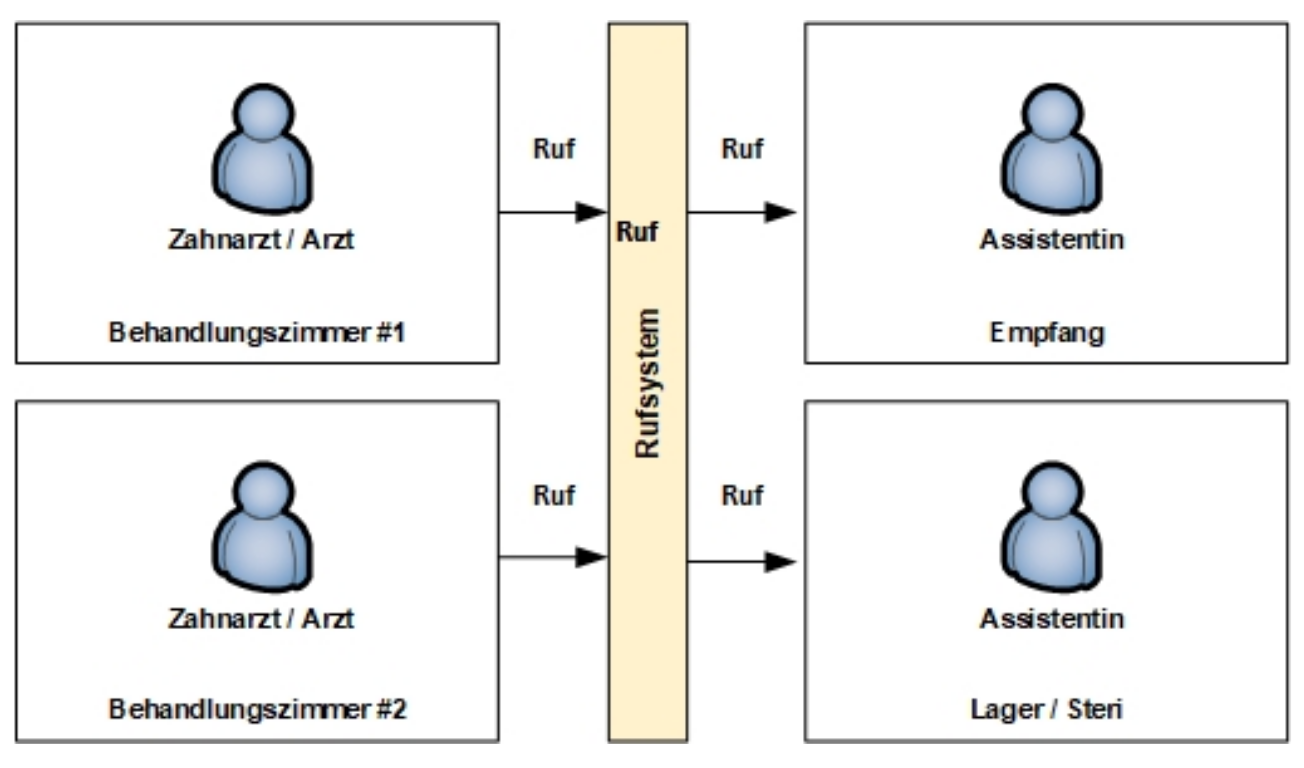 Zahnarzt / Arzt
Behandlungszimmer #1
Ruf
Ruf
Ruf
Rufsystem
Assistentin
Empfang
Zahnarzt / Arzt
Behandlungszimmer #2
Ruf
Ruf
Assistentin
Lager / Steri